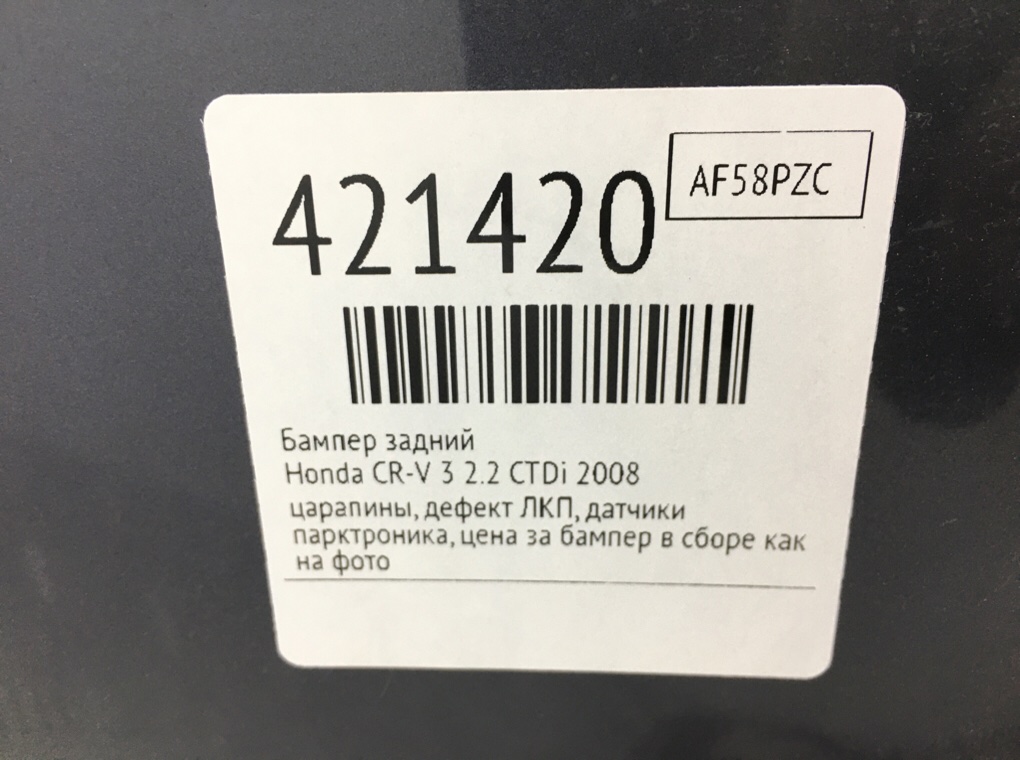 AF58PZC
421420
Бампер задний
Honda CR-V 3 2.2 CTDi 2008
царапины, дефект ЛКП, датчики
парктроника, цена за бампер в сборе как
на фото